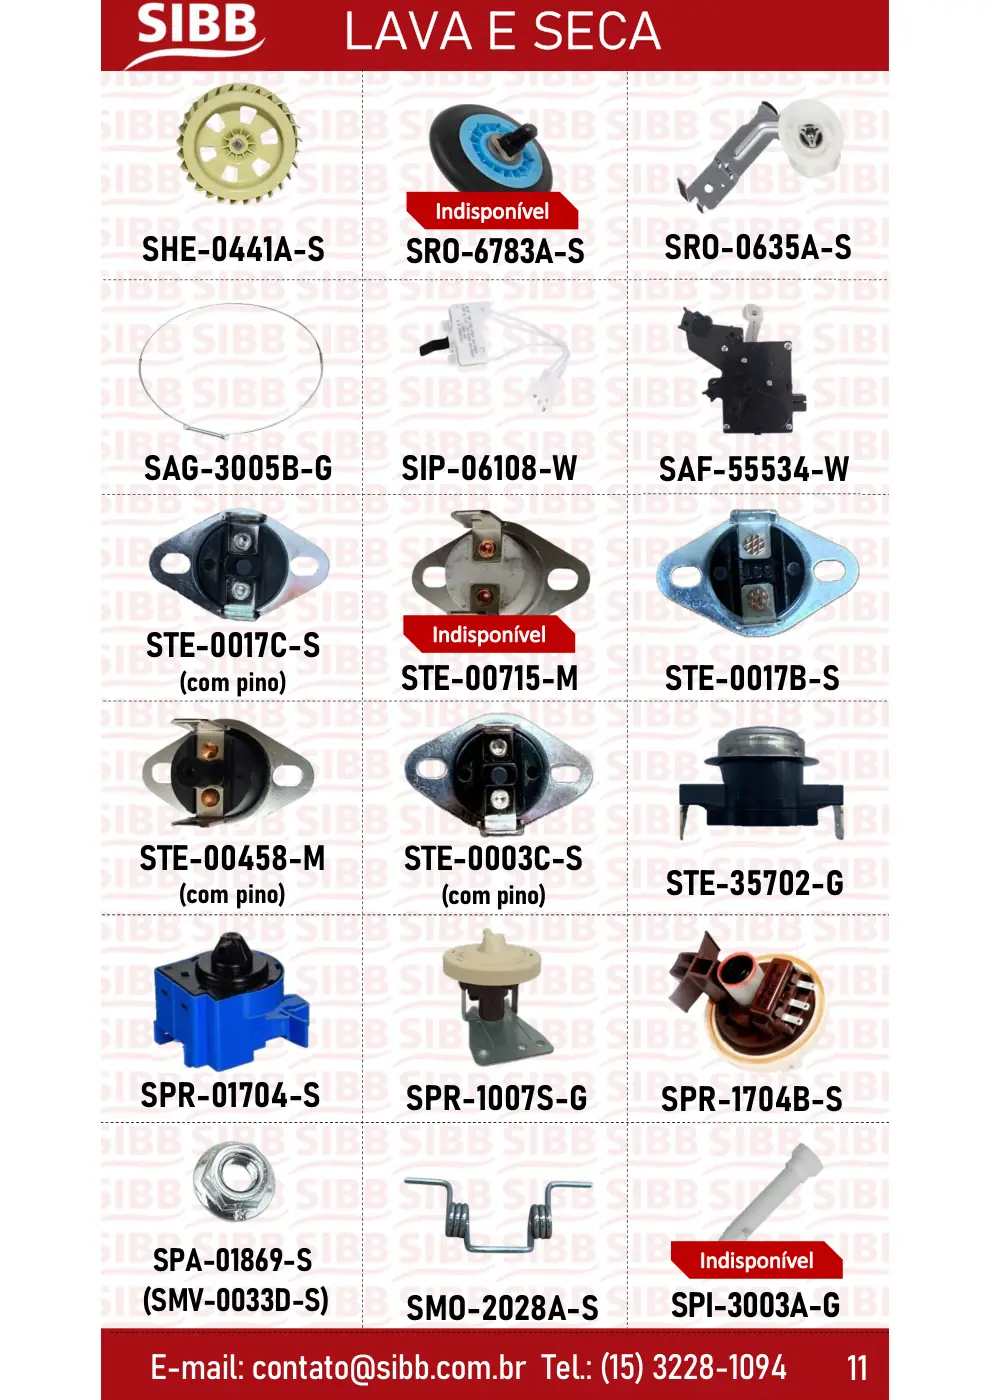 SIBB
LAVA E SECA
SHE-0441A-S
Indisponível
SRO-6783A-S
SRO-0635A-S
SAG-3005B-G
SIP-06108-W
SAF-55534-W
STE-0017C-S
(com pino)
Indisponível
STE-00715-M
STE-0017B-S
STE-00458-M
(com pino)
STE-0003C-S
(com pino)
STE-35702-G
SPR-01704-S
SPR-1007S-G
SPR-1704B-S
SPA-01869-S
(SMV-0033D-S)
SMO-2028A-S
Indisponível
SPI-3003A-G
E-mail: contato@sibb.com.br Tel.: (15) 3228-1094
11